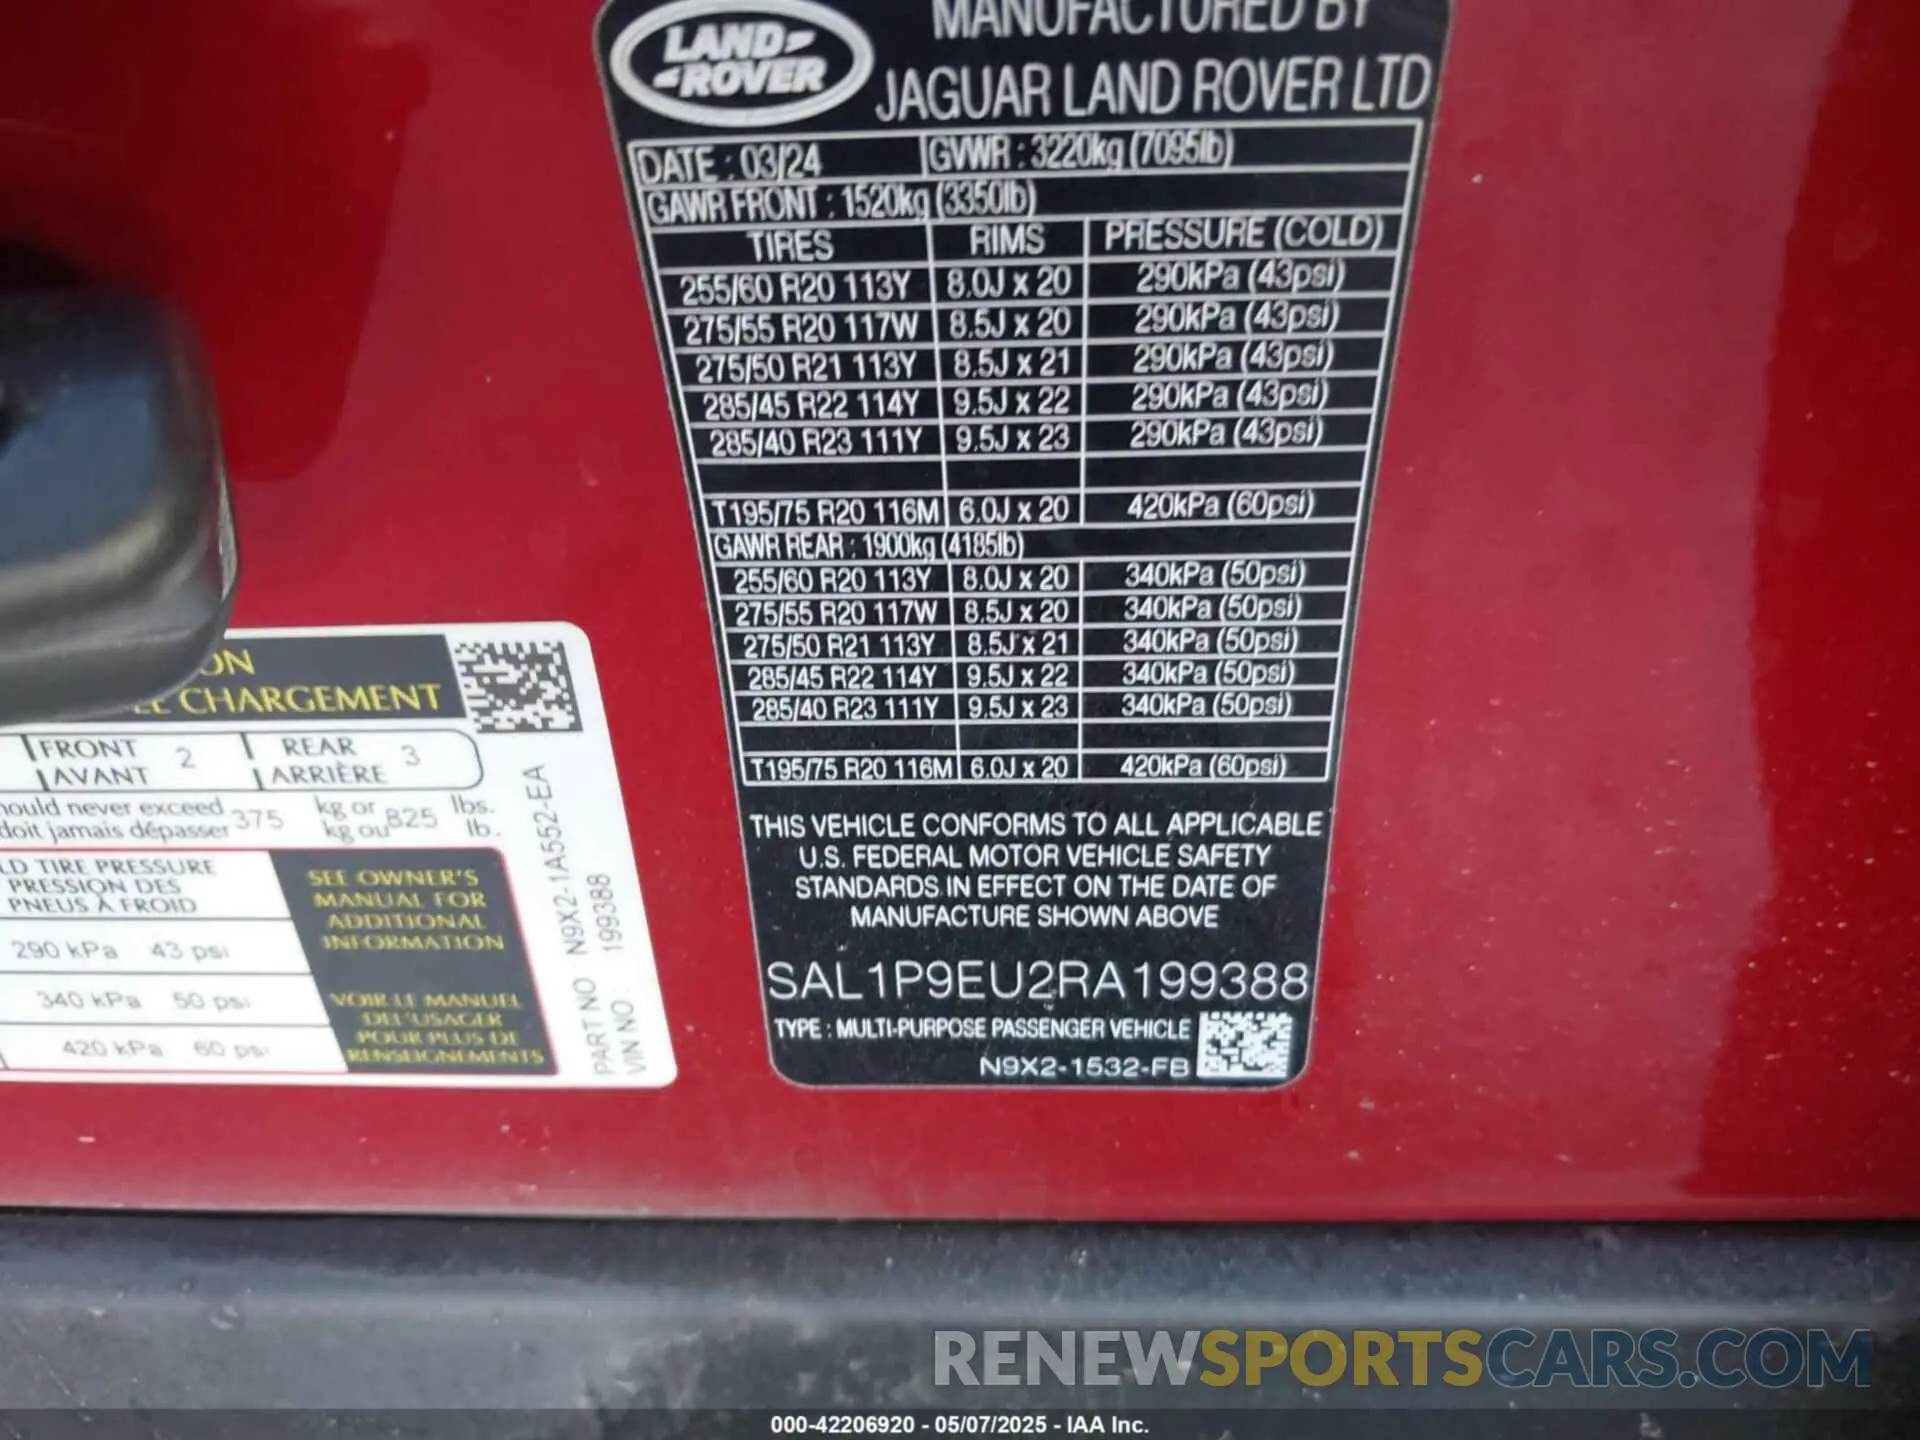 LAND ROVER
MANUFACTURED BY
JAGUAR LAND ROVER LTD
DATE : 03/24 GVWR : 3220kg (7095lb)
GAWR FRONT : 1520kg (3350lb)
TIRES RIMS PRESSURE (COLD)
255/60 R20 113Y 8.0J x 20 290kPa (43psi)
275/55 R20 117W 8.5J x 20 290kPa (43psi)
275/50 R21 113Y 8.5J x 21 290kPa (43psi)
285/45 R22 114Y 9.5J x 22 290kPa (43psi)
285/40 R23 111Y 9.5J x 23 290kPa (43psi)
T195/75 R20 116M 6.0J x 20 420kPa (60psi)
GAWR REAR : 1900kg (4185lb)
255/60 R20 113Y 8.0J x 20 340kPa (50psi)
275/55 R20 117W 8.5J x 20 340kPa (50psi)
275/50 R21 113Y 8.5J x 21 340kPa (50psi)
285/45 R22 114Y 9.5J x 22 340kPa (50psi)
285/40 R23 111Y 9.5J x 23 340kPa (50psi)
T195/75 R20 116M 6.0J x 20 420kPa (60psi)
THIS VEHICLE CONFORMS TO ALL APPLICABLE
U.S. FEDERAL MOTOR VEHICLE SAFETY
STANDARDS IN EFFECT ON THE DATE OF
MANUFACTURE SHOWN ABOVE
SAL1P9EU2RA199388
TYPE : MULTI-PURPOSE PASSENGER VEHICLE
N9X2-1532-FB
CHARGEMENT
FRONT 2 REAR 3
AVANT ARRIÈRE
never exceed 375 kg or 825 lbs.
doit jamais dépasser kg ou lb.
TIRE PRESSURE
PRESSION DES
PNEUS À FROID
290 kPa 43 psi
340 kPa 50 psi
420 kPa 60 psi
SEE OWNER'S
MANUAL FOR
ADDITIONAL
INFORMATION
VOIR LE MANUEL
DE L'USAGER
POUR PLUS DE
RENSEIGNEMENTS
PART NO N9X2-1A552-EA
VIN NO : 199388
RENEWSPORTSCARS.COM
000-42206920 - 05/07/2025 - IAA Inc.